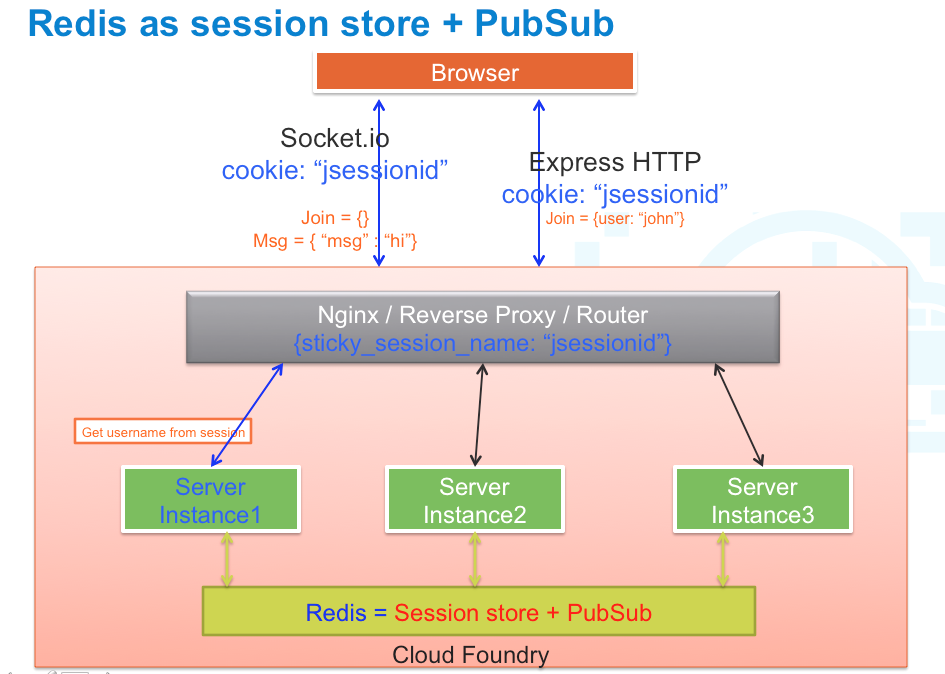 Redis as session store + PubSub
Browser
Socket.io
cookie: “jsessionid”
Express HTTP
cookie: “jsessionid”
Join = {}
Msg = { “msg” : “hi”}
Join = {user: “john”}
Nginx / Reverse Proxy / Router
{sticky_session_name: “jsessionid”}
Get username from session
Server
Instance1
Server
Instance2
Server
Instance3
Redis = Session store + PubSub
Cloud Foundry